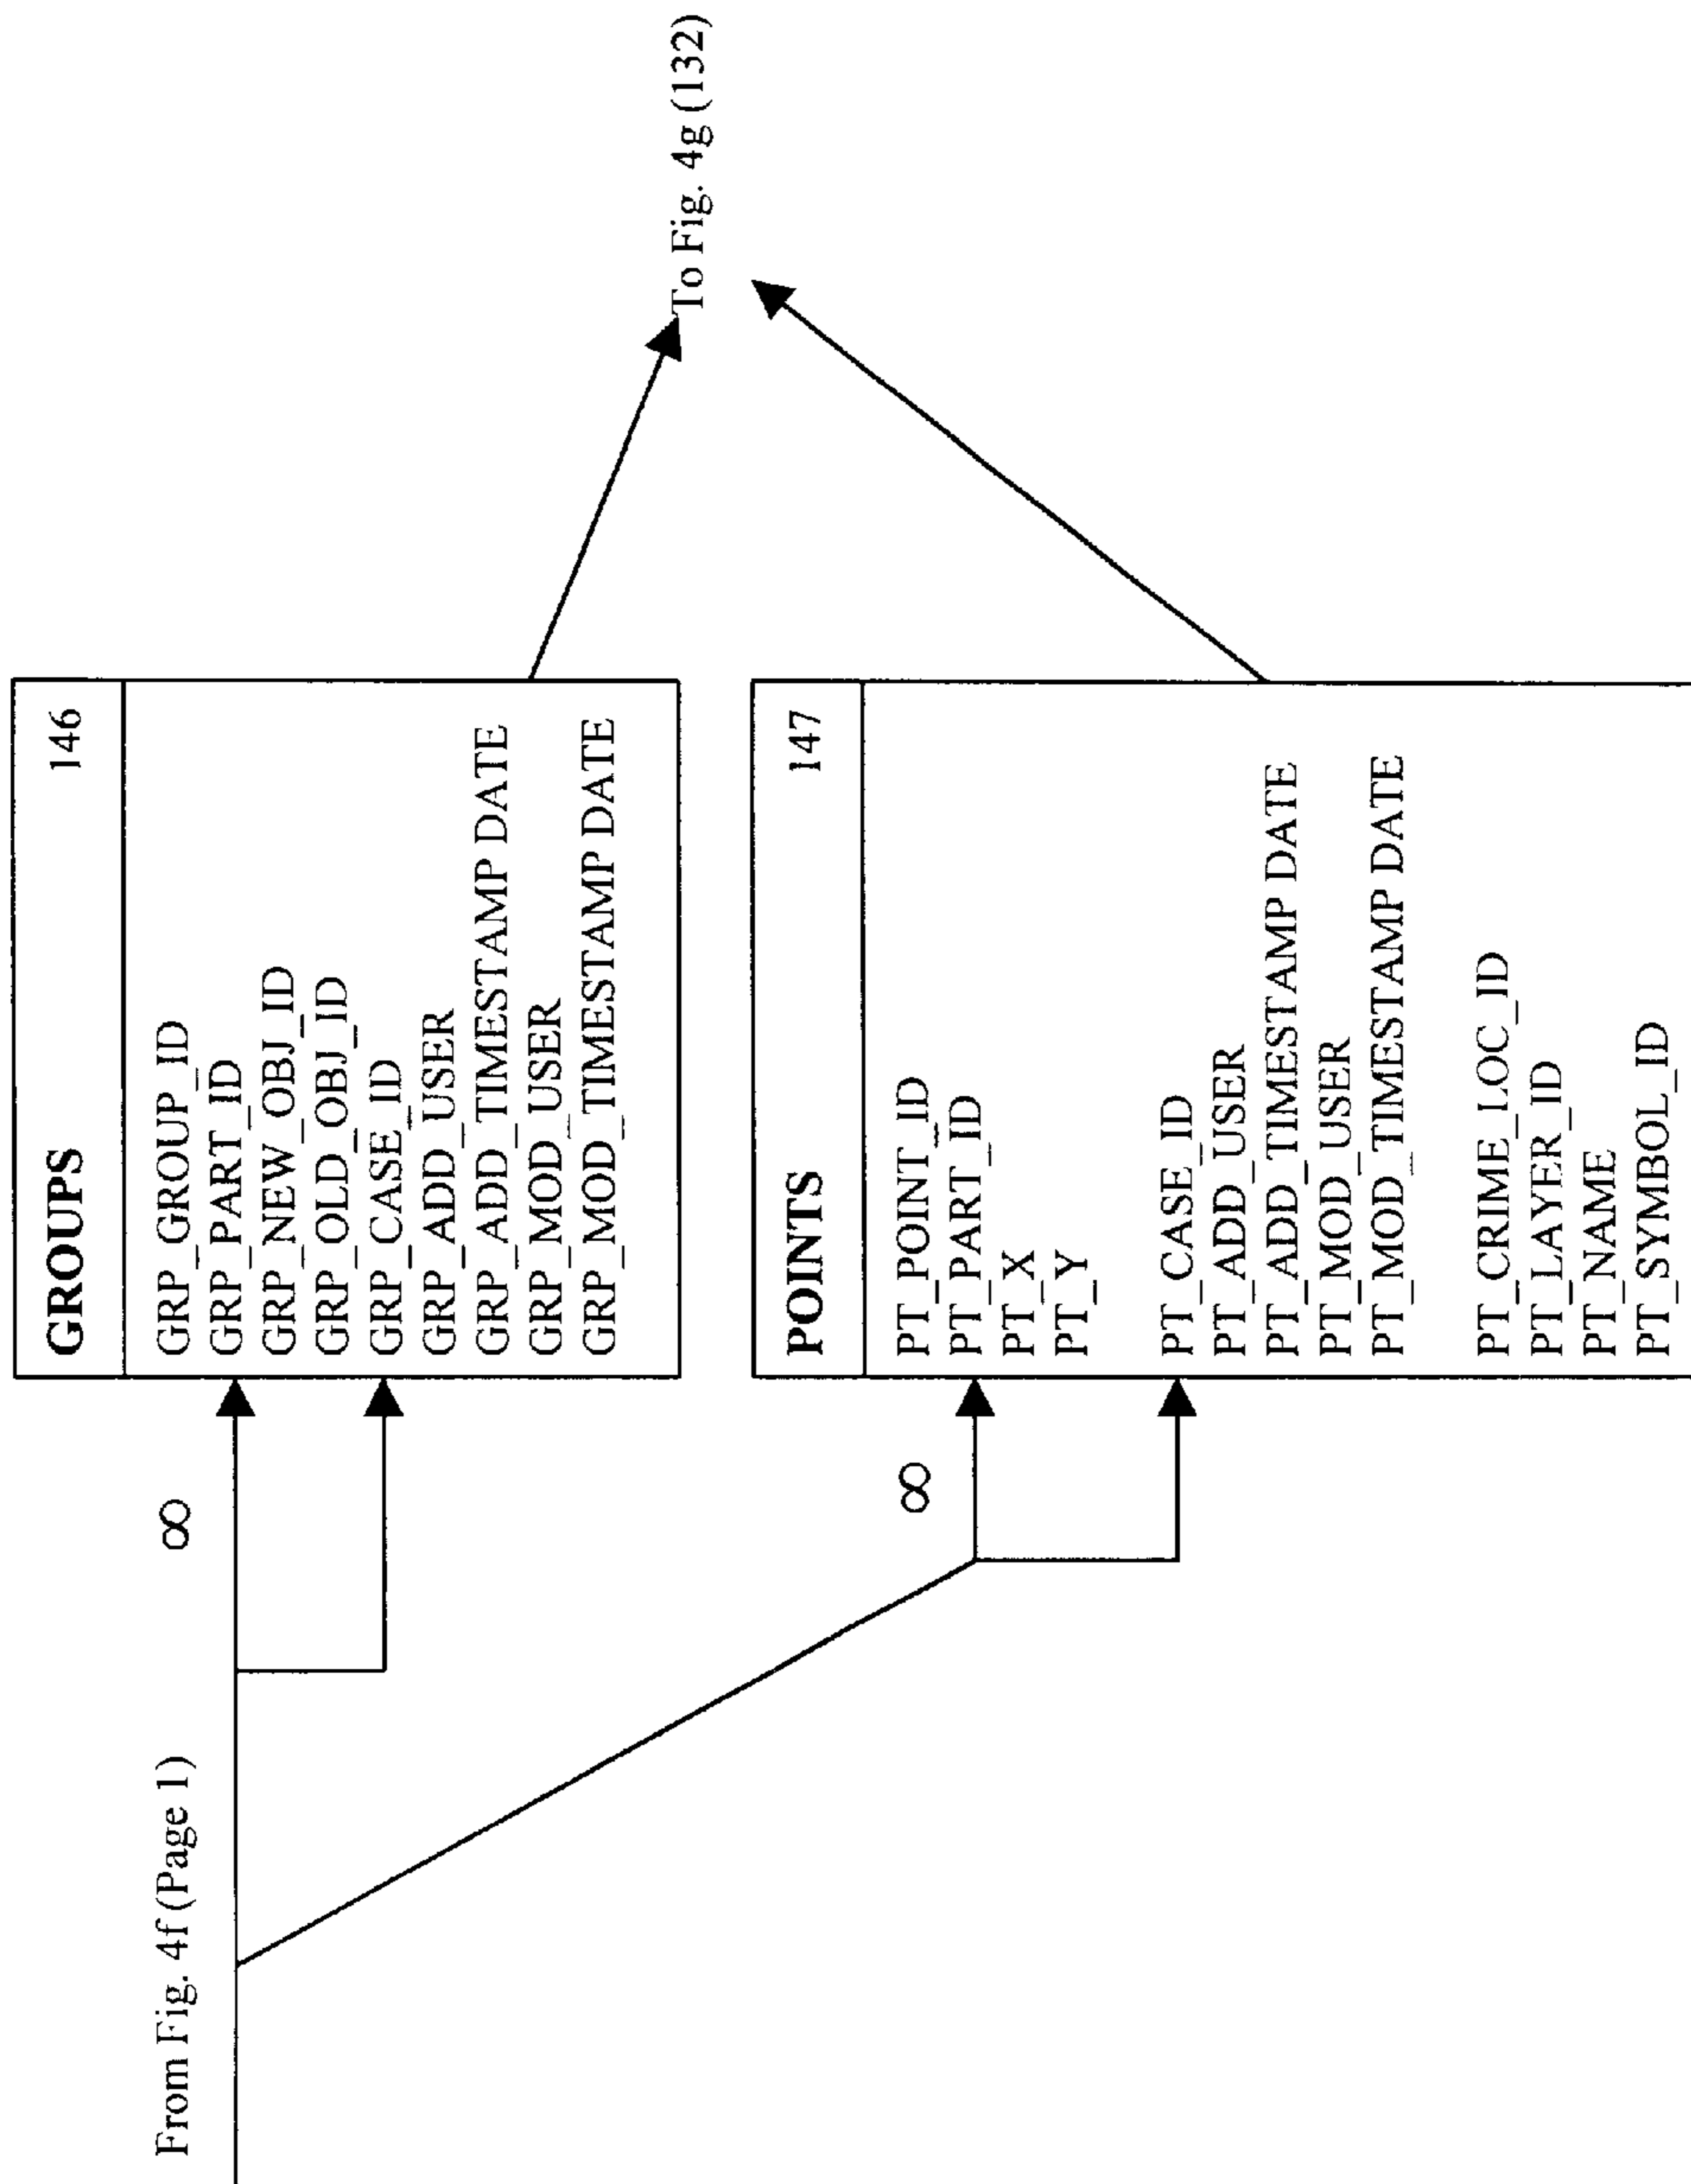 From Fig. 4f (Page 1)
∞
GROUPS 146
GRP_GROUP_ID
GRP_PART_ID
GRP_NEW_OBJ_ID
GRP_OLD_OBJ_ID
GRP_CASE_ID
GRP_ADD_USER
GRP_ADD_TIMESTAMP DATE
GRP_MOD_USER
GRP_MOD_TIMESTAMP DATE
To Fig. 4g (132)
∞
POINTS 147
PT_POINT_ID
PT_PART_ID
PT_X
PT_Y
PT_CASE_ID
PT_ADD_USER
PT_ADD_TIMESTAMP DATE
PT_MOD_USER
PT_MOD_TIMESTAMP DATE
PT_CRIME_LOC_ID
PT_LAYER_ID
PT_NAME
PT_SYMBOL_ID